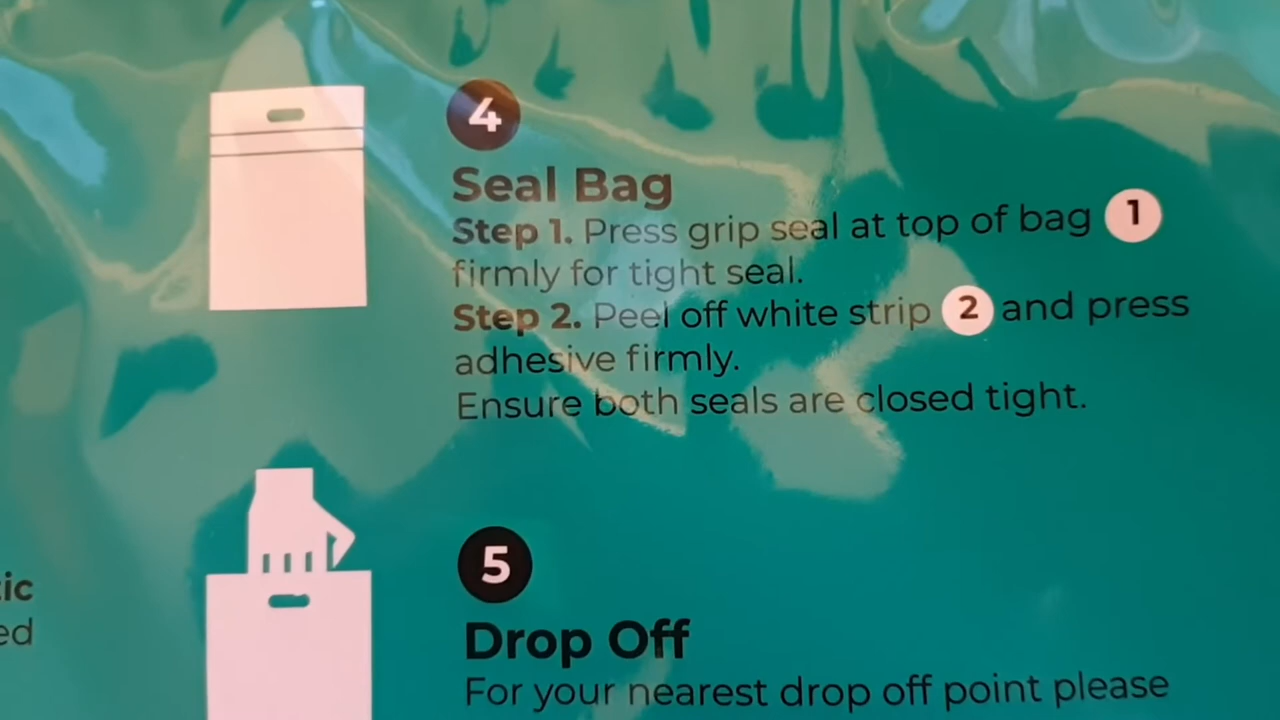 4
Seal Bag
Step 1. Press grip seal at top of bag 1
firmly for tight seal.
Step 2. Peel off white strip 2 and press
adhesive firmly.
Ensure both seals are closed tight.
5
Drop Off
For your nearest drop off point please